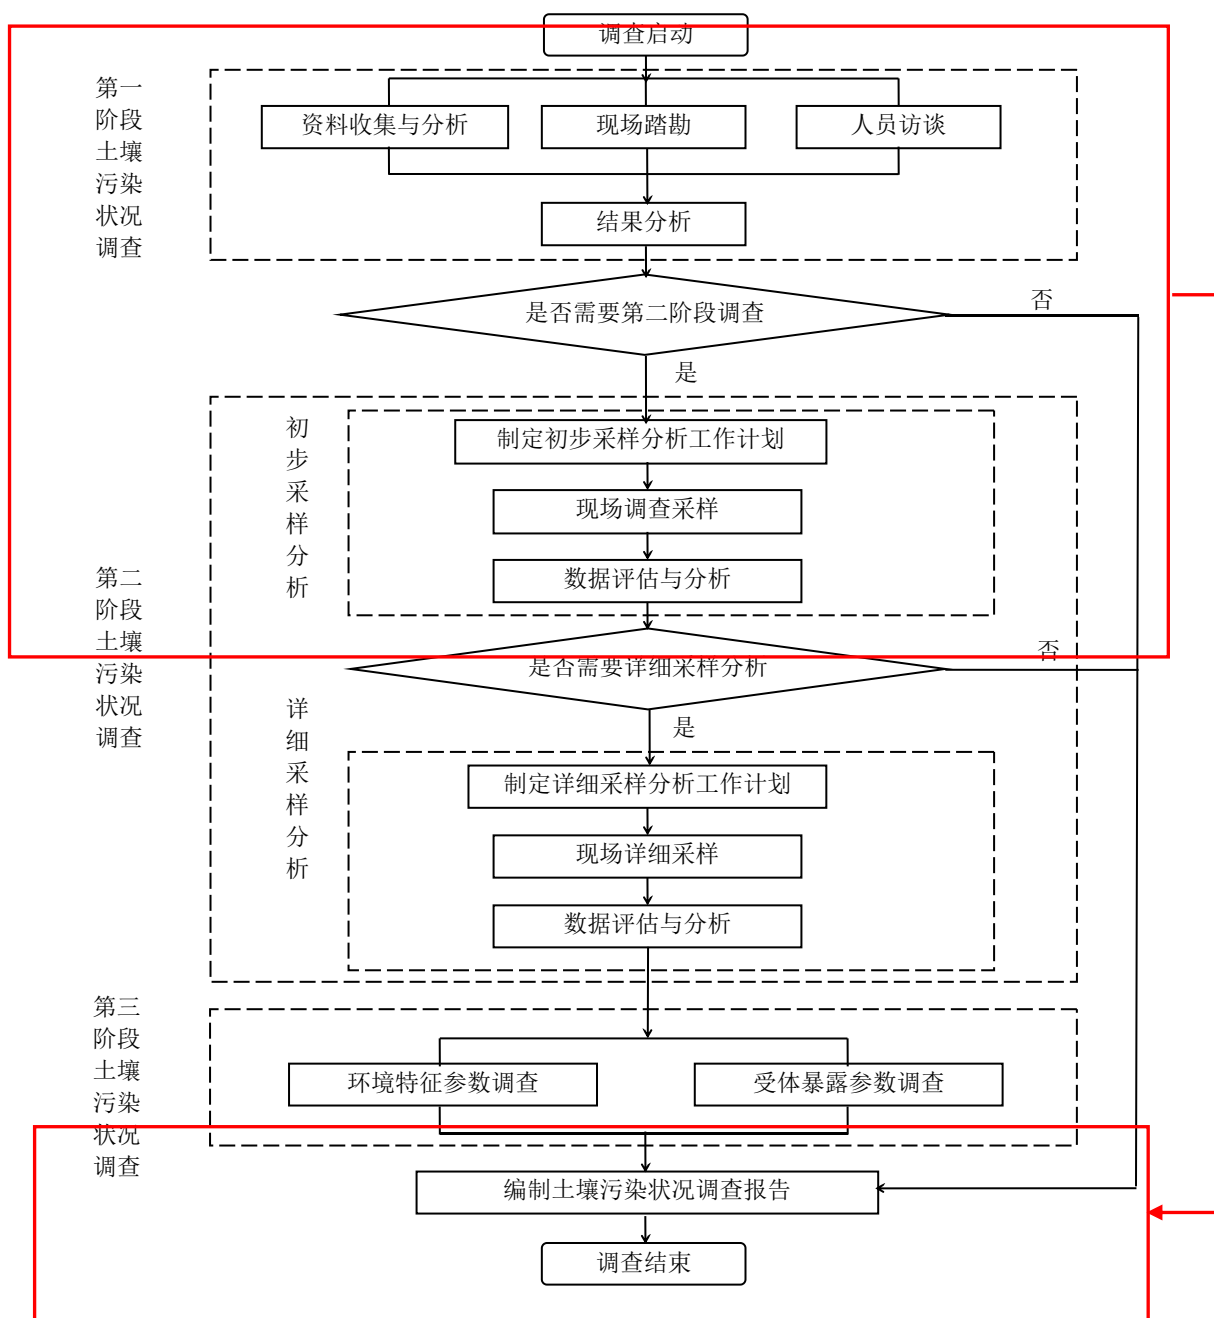 调查启动
第一
阶段
土壤
污染
状况
调查
资料收集与分析
现场踏勘
人员访谈
结果分析
是否需要第二阶段调查
否
是
第二
阶段
土壤
污染
状况
调查
初
步
采
样
分
析
制定初步采样分析工作计划
现场调查采样
数据评估与分析
是否需要详细采样分析
否
是
详
细
采
样
分
析
制定详细采样分析工作计划
现场详细采样
数据评估与分析
第三
阶段
土壤
污染
状况
调查
环境特征参数调查
受体暴露参数调查
编制土壤污染状况调查报告
调查结束